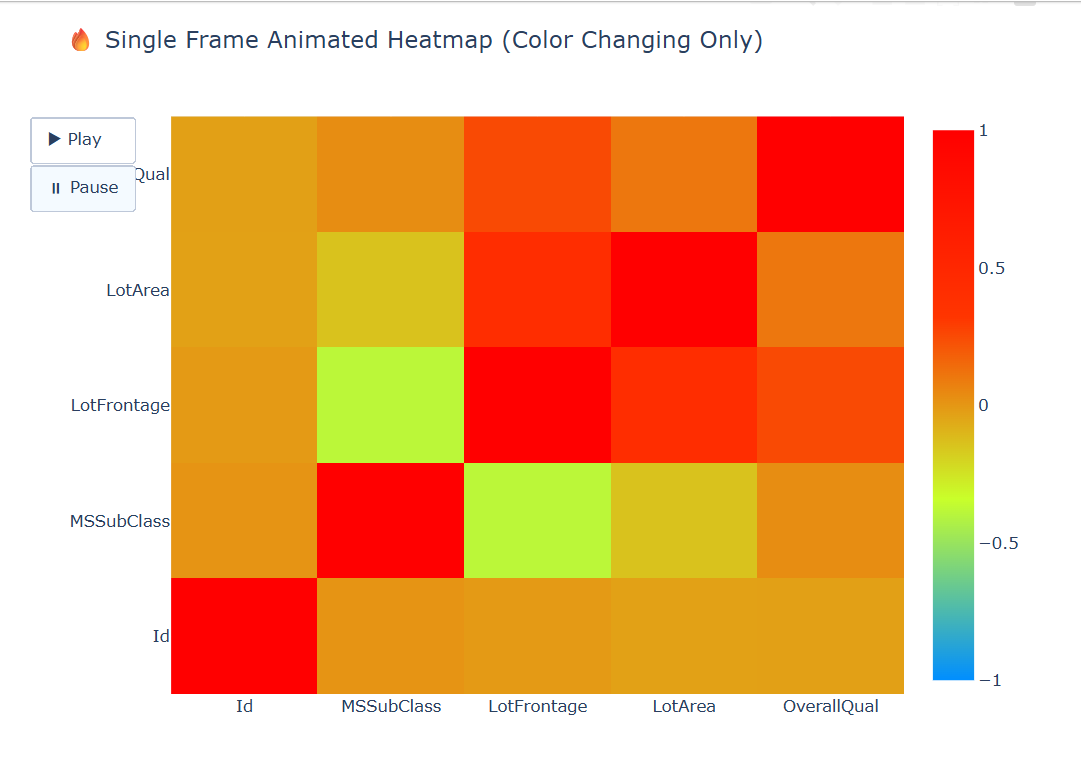 🔥 Single Frame Animated Heatmap (Color Changing Only)
▶ Play
Qual
⏸ Pause
LotArea
LotFrontage
MSSubClass
Id
Id MSSubClass LotFrontage LotArea OverallQual
1
0.5
0
−0.5
−1